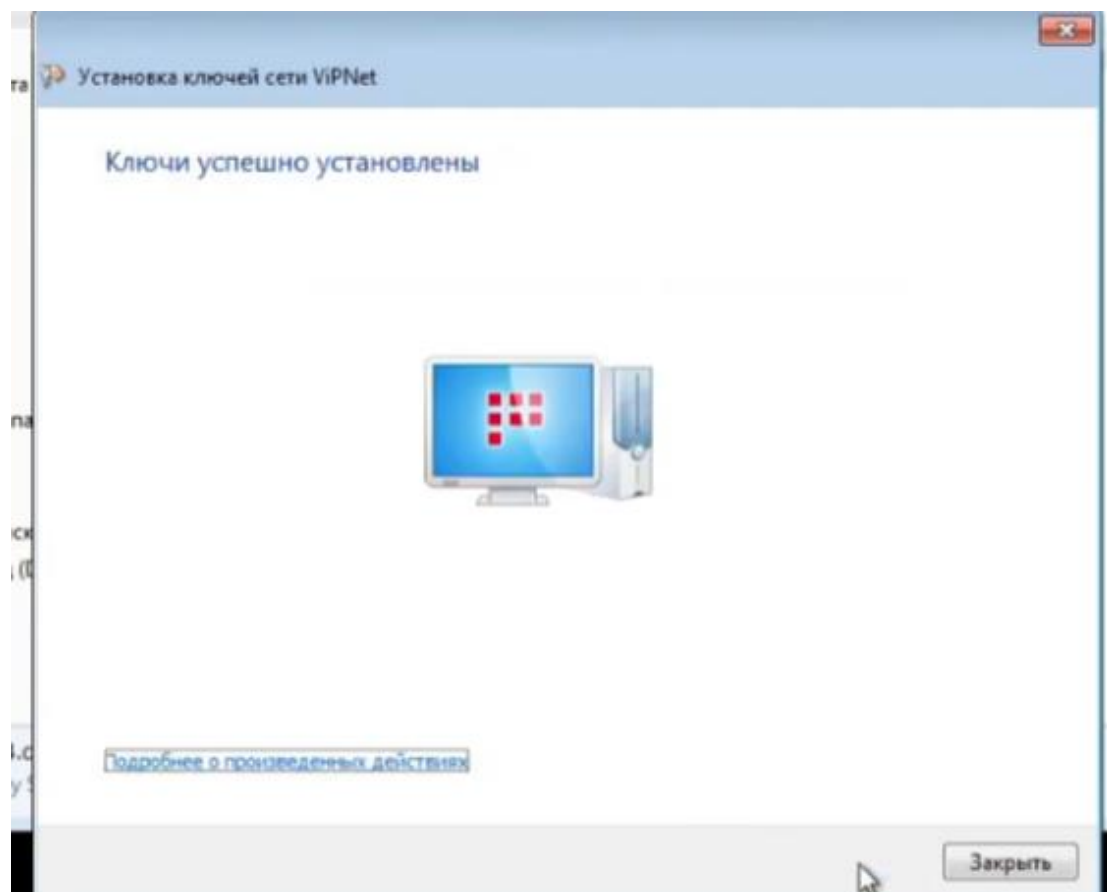 Установка ключей сети ViPNet
Ключи успешно установлены
Подробнее о произведенных действиях
Закрыть